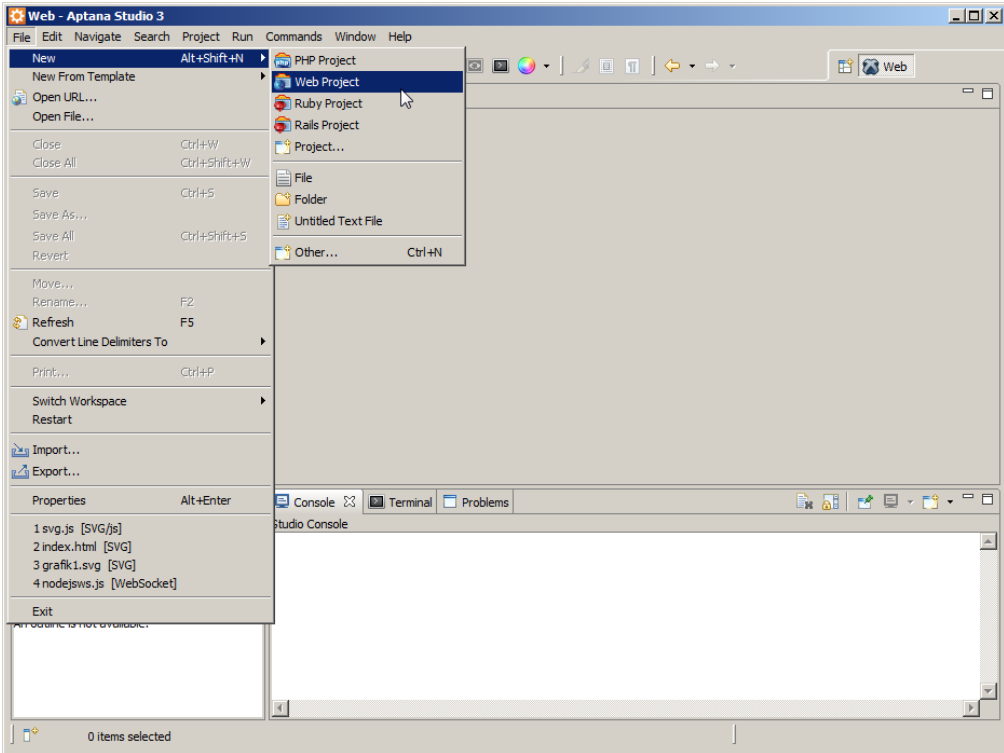 Web - Aptana Studio 3
File Edit Navigate Search Project Run Commands Window Help
New Alt+Shift+N
New From Template
Open URL...
Open File...
Close Ctrl+W
Close All Ctrl+Shift+W
Save Ctrl+S
Save As...
Save All Ctrl+Shift+S
Revert
Move...
Rename... F2
Refresh F5
Convert Line Delimiters To
Print... Ctrl+P
Switch Workspace
Restart
Import...
Export...
Properties Alt+Enter
1 svg.js [SVG/js]
2 index.html [SVG]
3 grafik1.svg [SVG]
4 nodejsws.js [WebSocket]
Exit
PHP Project
Web Project
Ruby Project
Rails Project
Project...
File
Folder
Untitled Text File
Other... Ctrl+N
Web
Console Terminal Problems
Studio Console
An outline is not available.
0 items selected